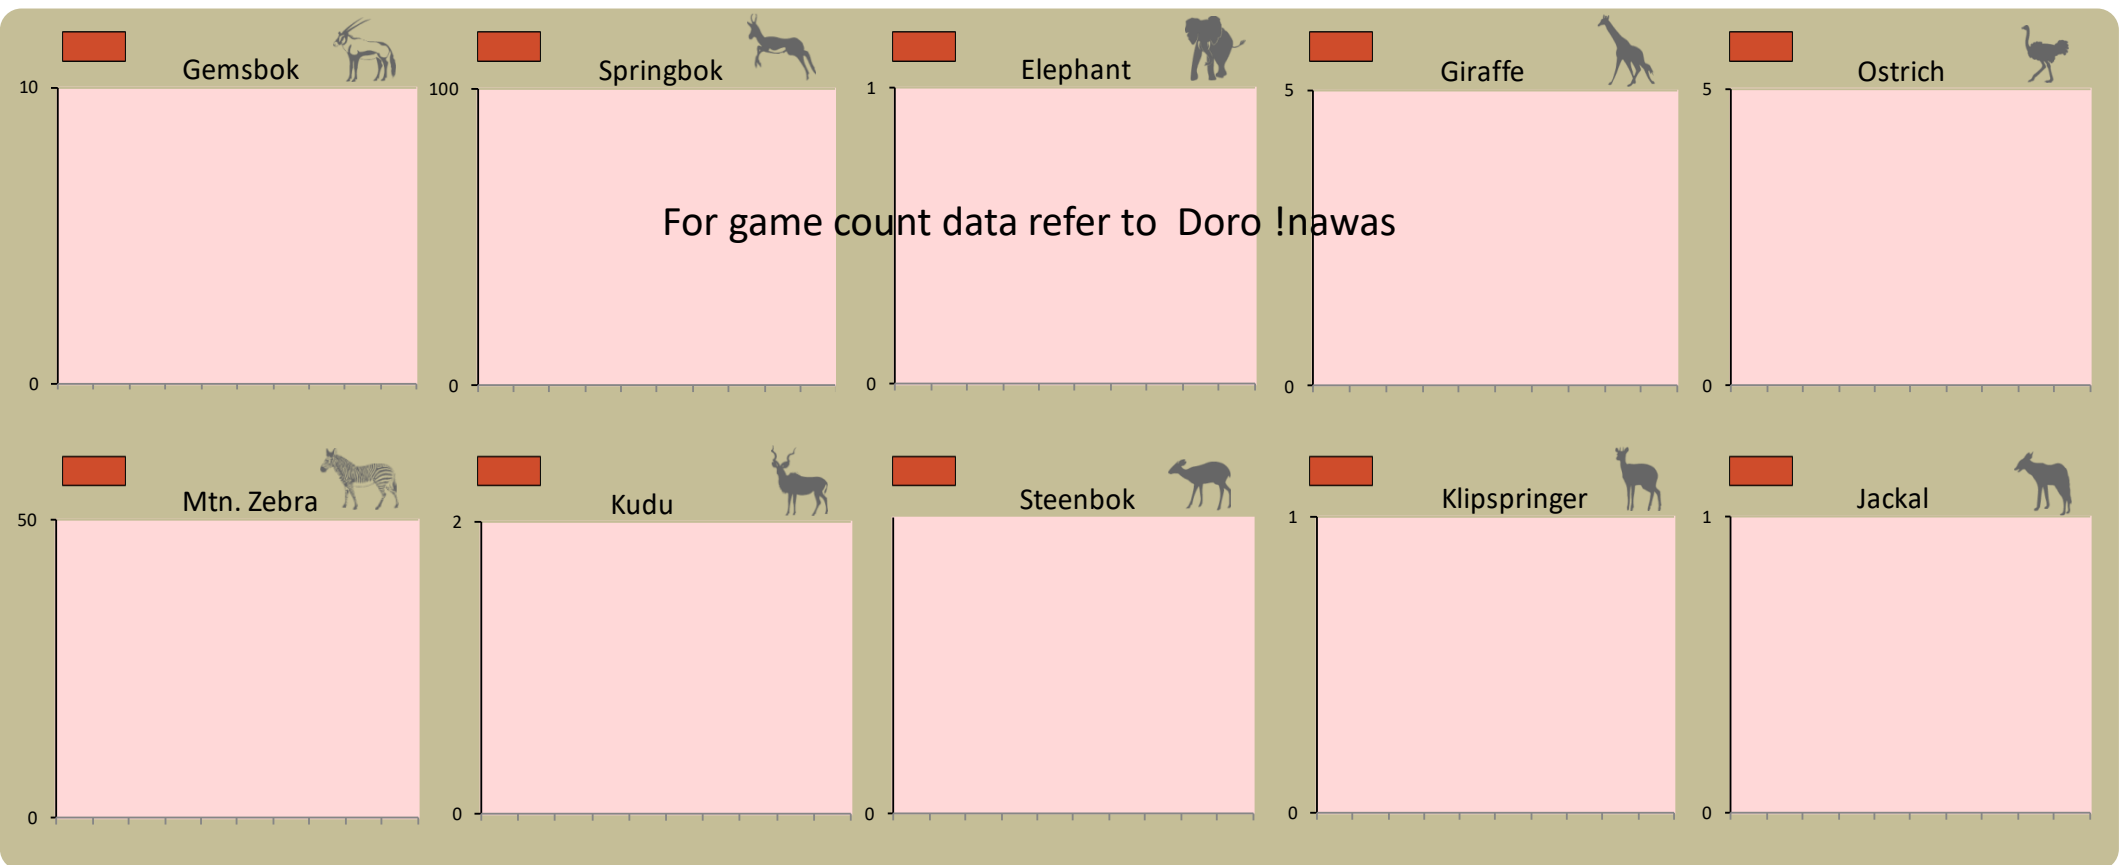 Gemsbok
10
0
Springbok
100
0
Elephant
1
0
Giraffe
5
0
Ostrich
5
0
For game count data refer to  Doro !nawas
Mtn. Zebra
50
0
Kudu
2
0
Steenbok
0
Klipspringer
1
0
Jackal
1
0